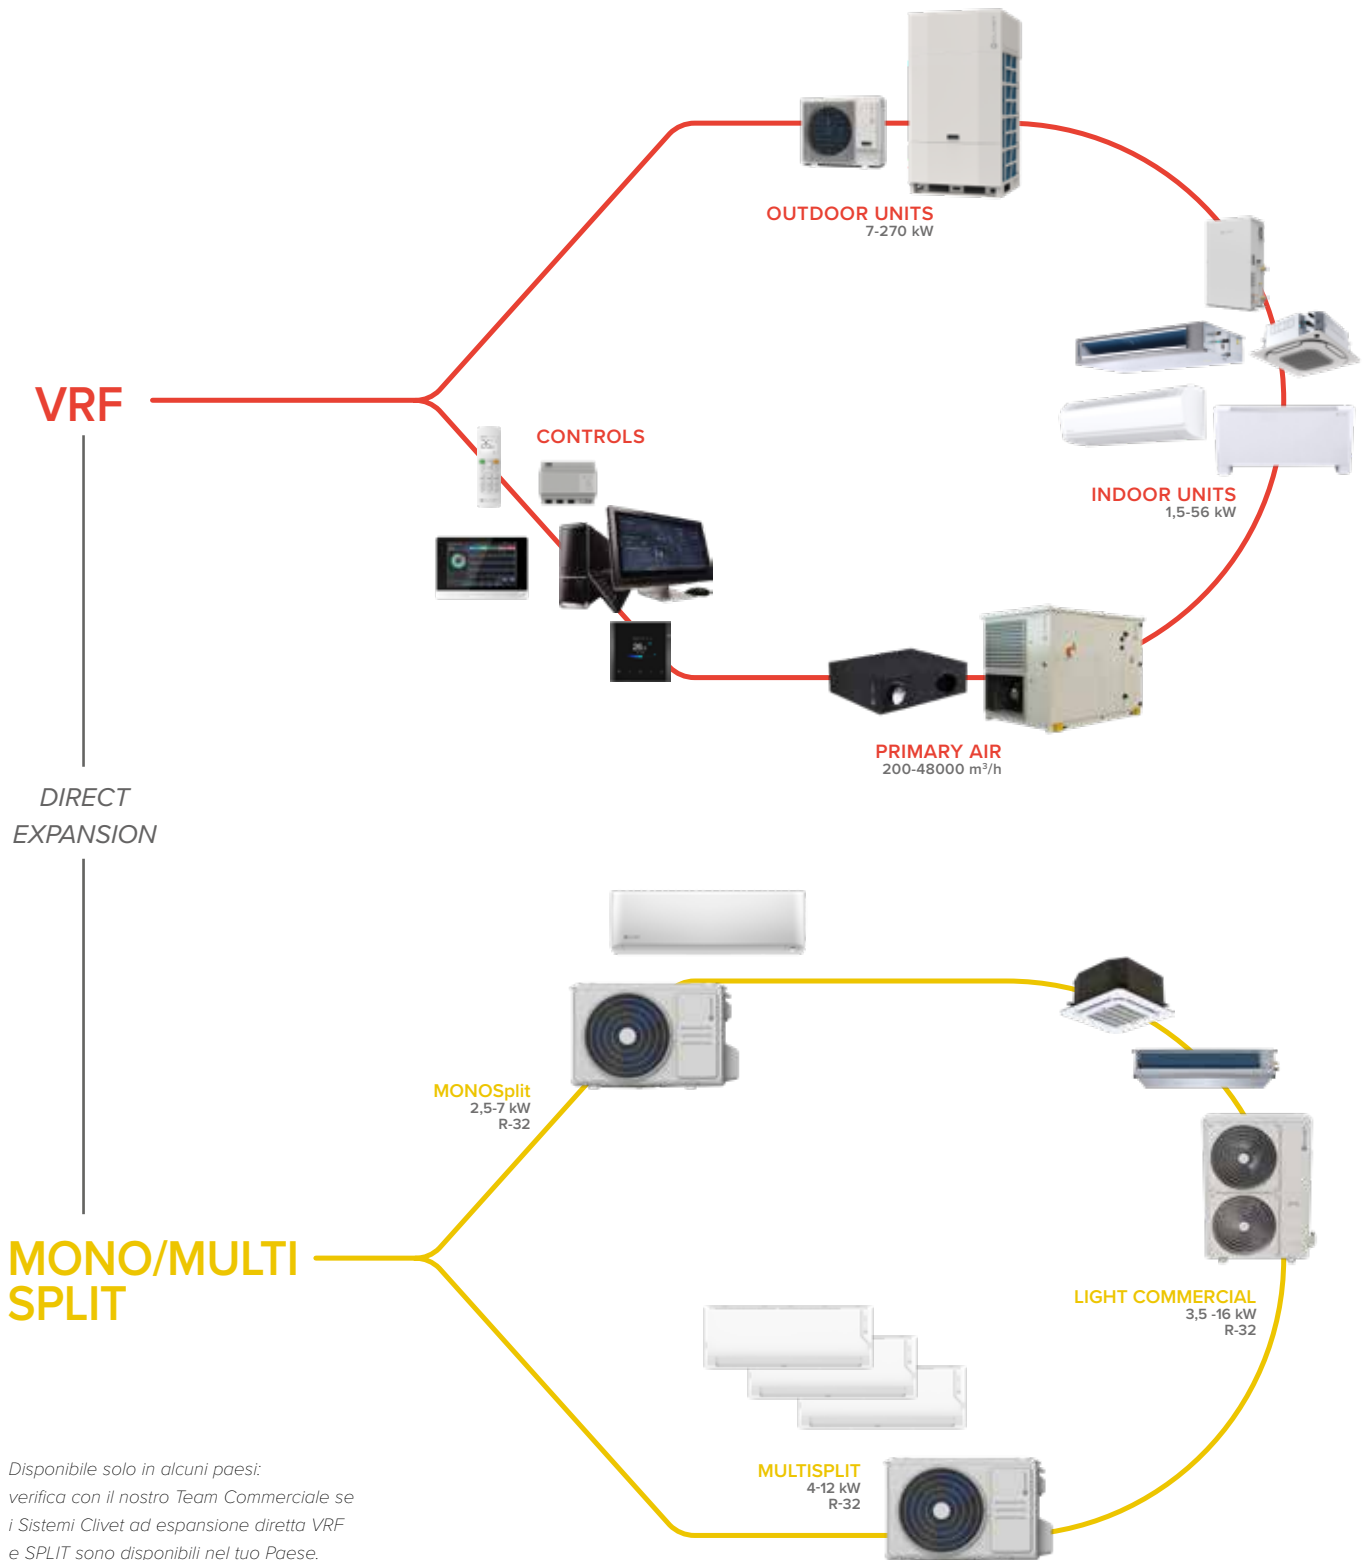 OUTDOOR UNITS
7-270 kW
VRF
CONTROLS
INDOOR UNITS
1,5-56 kW
PRIMARY AIR
200-48000 m³/h
DIRECT
EXPANSION
MONOSplit
2,5-7 kW
R-32
MONO/MULTI
SPLIT
LIGHT COMMERCIAL
3,5 -16 kW
R-32
MULTISPLIT
4-12 kW
R-32
Disponibile solo in alcuni paesi:
verifica con il nostro Team Commerciale se
i Sistemi Clivet ad espansione diretta VRF
e SPLIT sono disponibili nel tuo Paese.